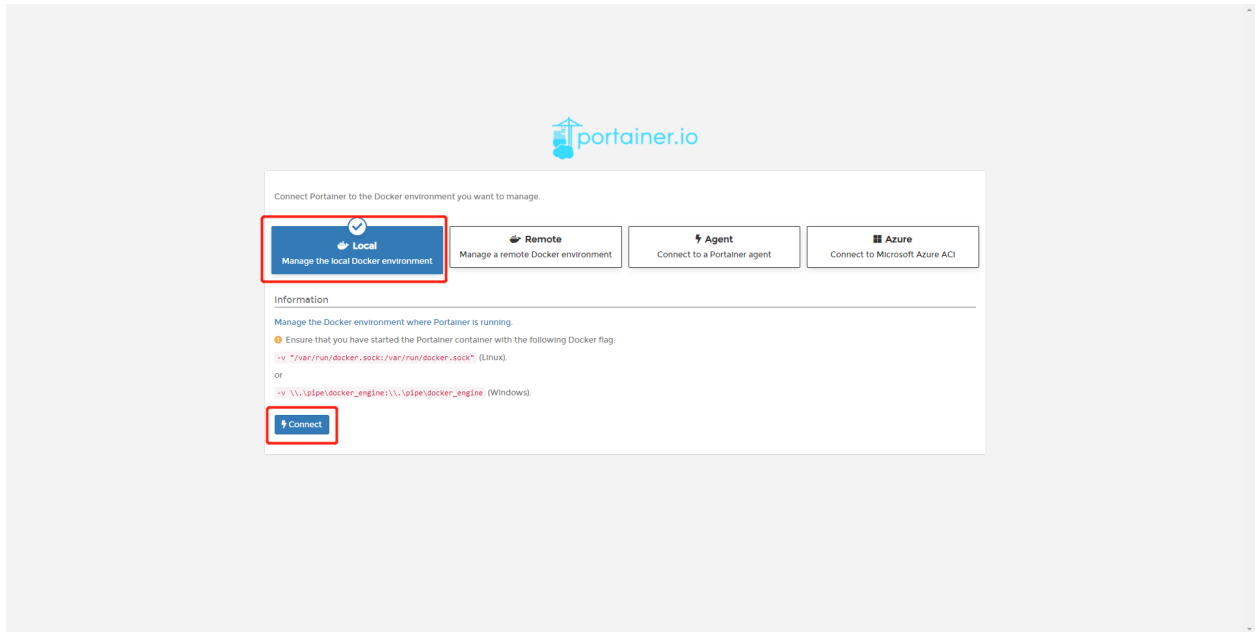 portainer.io
Connect Portainer to the Docker environment you want to manage.
Local
Manage the local Docker environment
Remote
Manage a remote Docker environment
Agent
Connect to a Portainer agent
Azure
Connect to Microsoft Azure ACI
Information
Manage the Docker environment where Portainer is running.
Ensure that you have started the Portainer container with the following Docker flag:
-v "/var/run/docker.sock:/var/run/docker.sock" (Linux).
or
-v \\.\pipe\docker_engine:\\.\pipe\docker_engine (Windows).
Connect